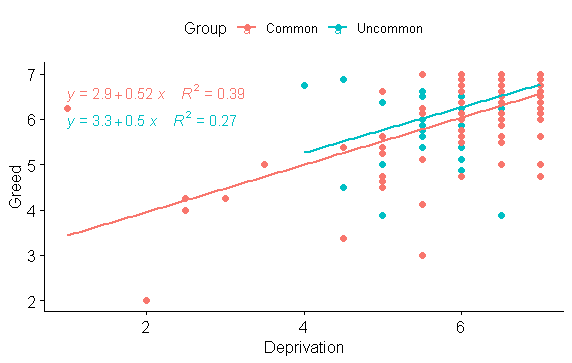 Group a Common a Uncommon
y = 2.9 + 0.52 x R² = 0.39
y = 3.3 + 0.5 x R² = 0.27
7
6
5
4
3
2
Greed
2 4 6
Deprivation